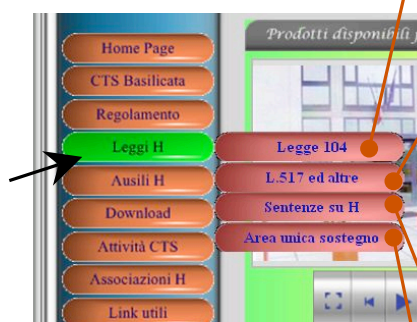 Prodotti disponibili
Home Page
CTS Basilicata
Regolamento
Leggi H
Legge 104
Ausili H
L.517 ed altre
Download
Sentenze su H
Attività CTS
Area unica sostegno
Associazioni H
Link utili